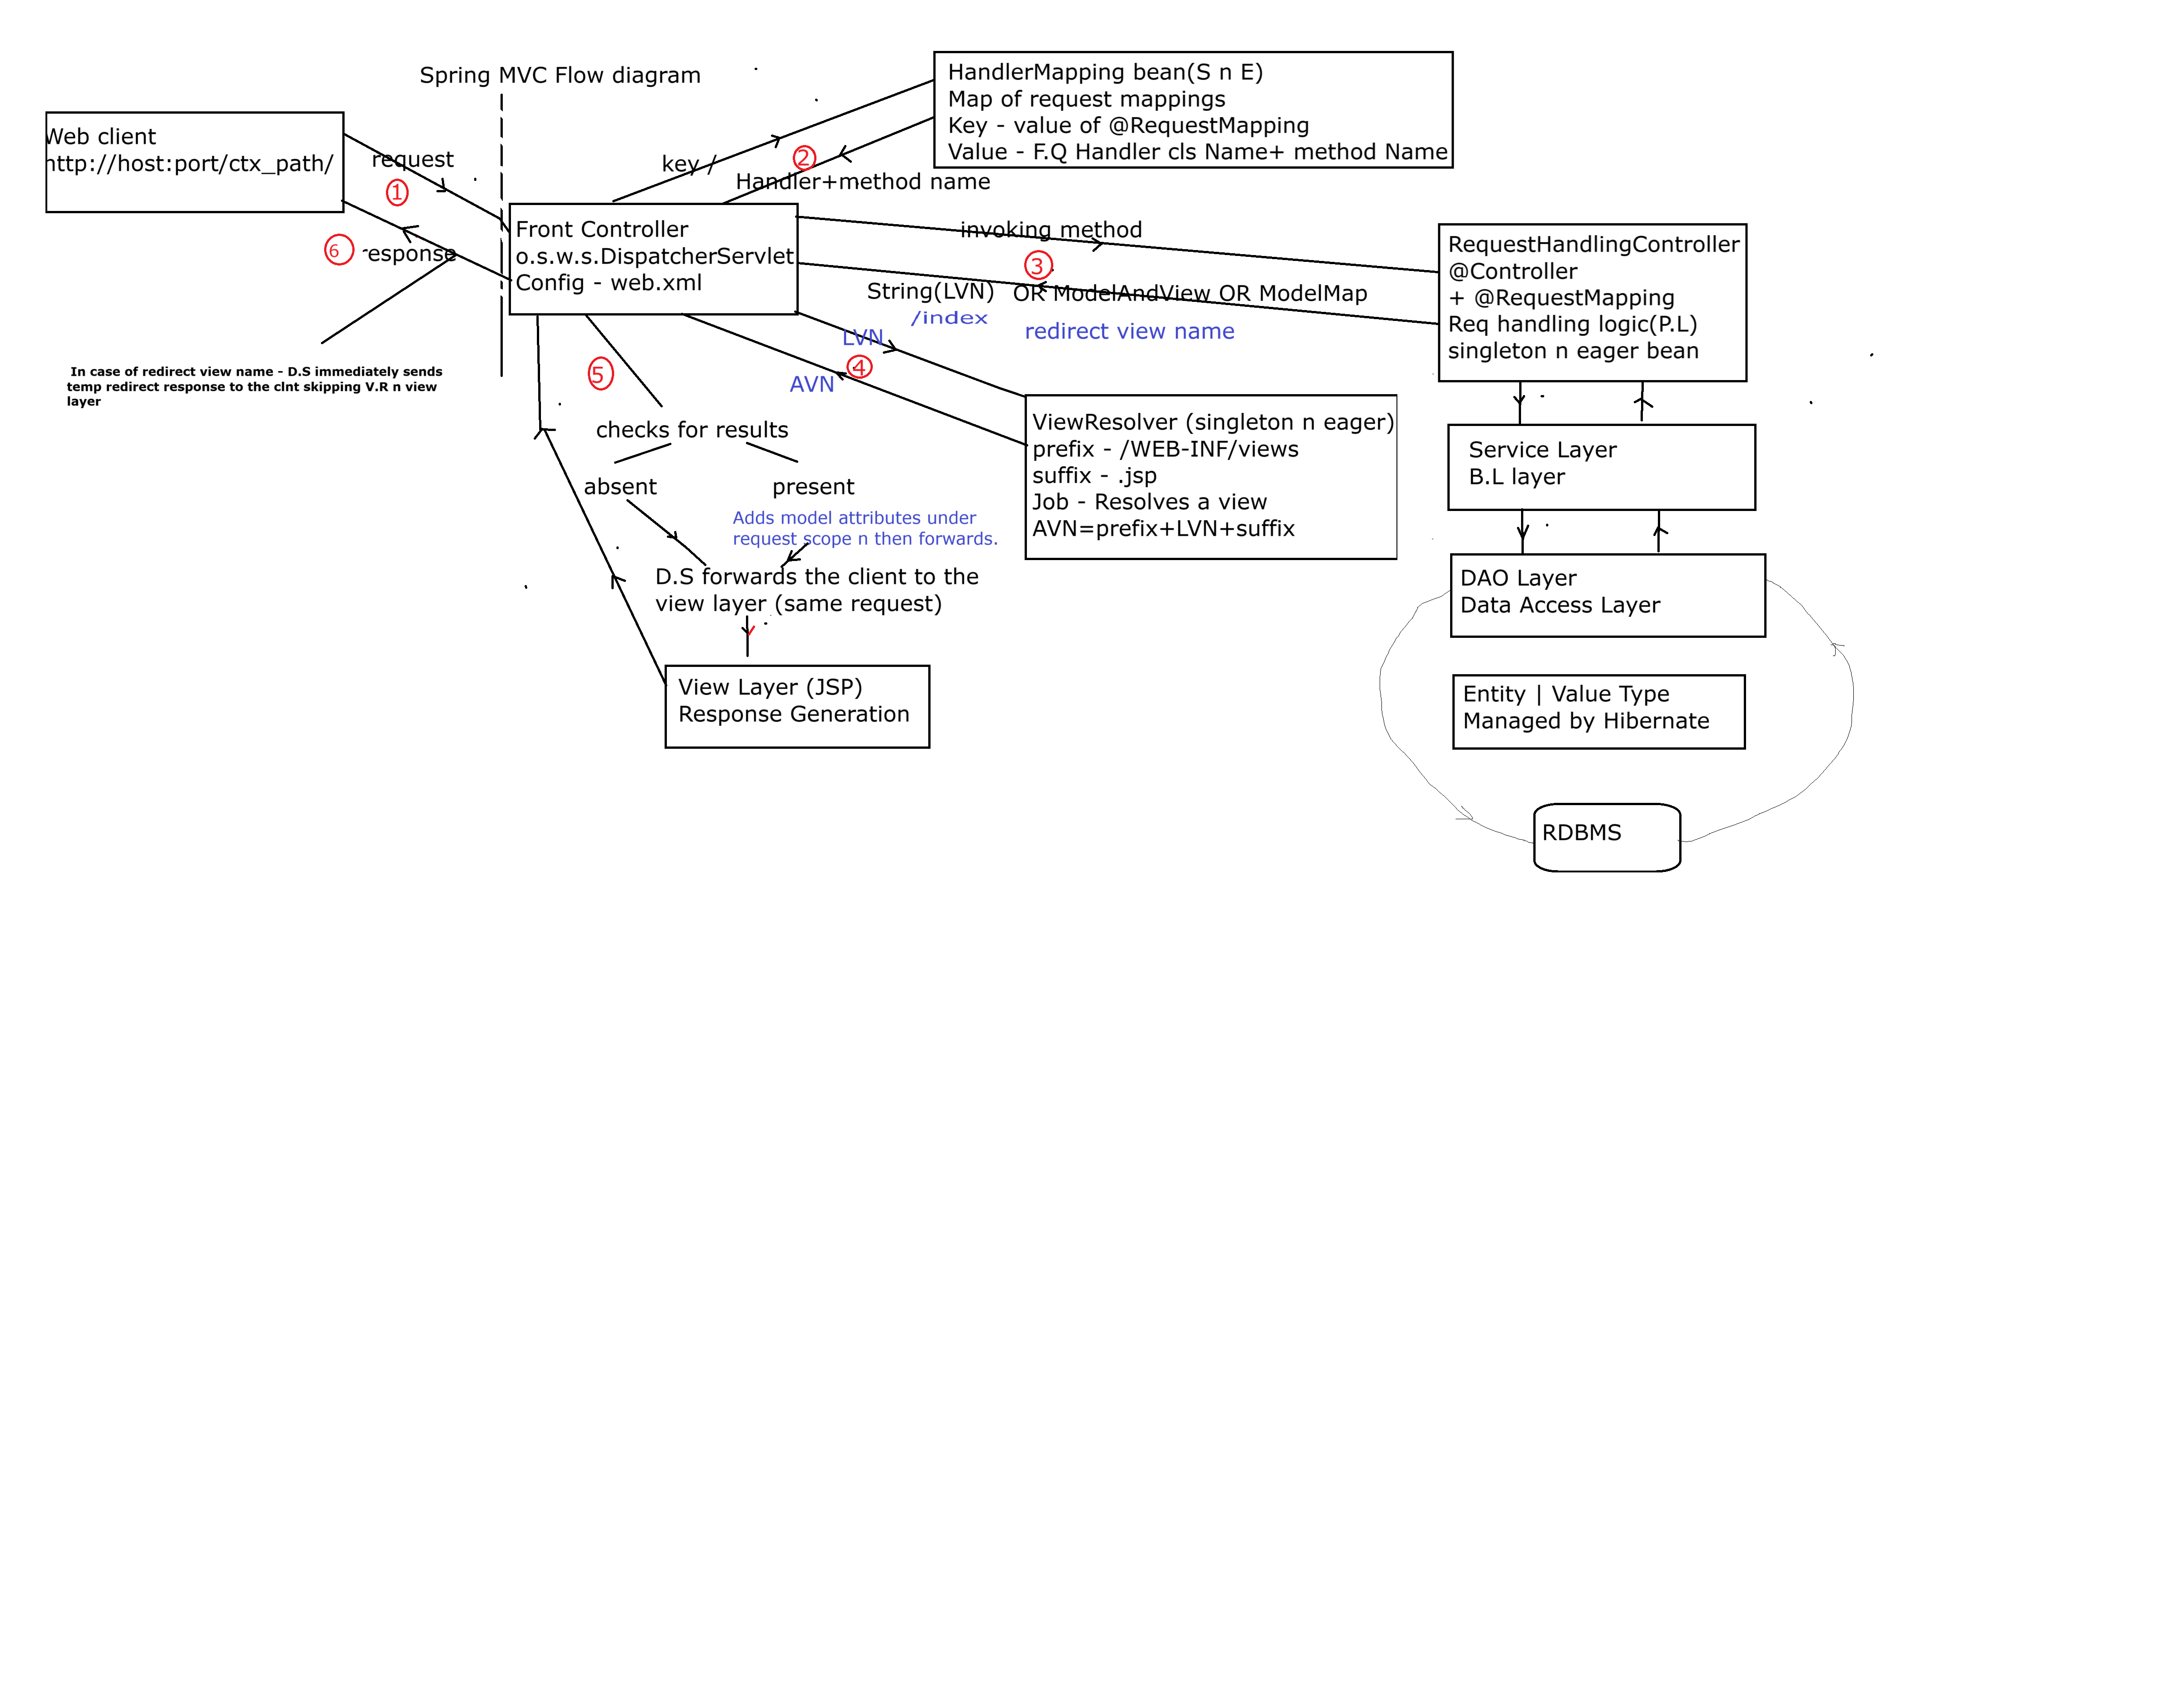 Spring MVC Flow diagram
Web client
http://host:port/ctx_path/
request
1
6
response
In case of redirect view name - D.S immediately sends
temp redirect response to the clnt skipping V.R n view
layer
HandlerMapping bean(S n E)
Map of request mappings
Key - value of @RequestMapping
Value - F.Q Handler cls Name+ method Name
key /
2
Handler+method name
Front Controller
o.s.w.s.DispatcherServlet
Config - web.xml
invoking method
3
String(LVN) OR ModelAndView OR ModelMap
/index
redirect view name
RequestHandlingController
@Controller
+ @RequestMapping
Req handling logic(P.L)
singleton n eager bean
LVN
4
AVN
ViewResolver (singleton n eager)
prefix - /WEB-INF/views
suffix - .jsp
Job - Resolves a view
AVN=prefix+LVN+suffix
5
checks for results
absent
present
Adds model attributes under
request scope n then forwards.
D.S forwards the client to the
view layer (same request)
View Layer (JSP)
Response Generation
Service Layer
B.L layer
DAO Layer
Data Access Layer
Entity | Value Type
Managed by Hibernate
RDBMS